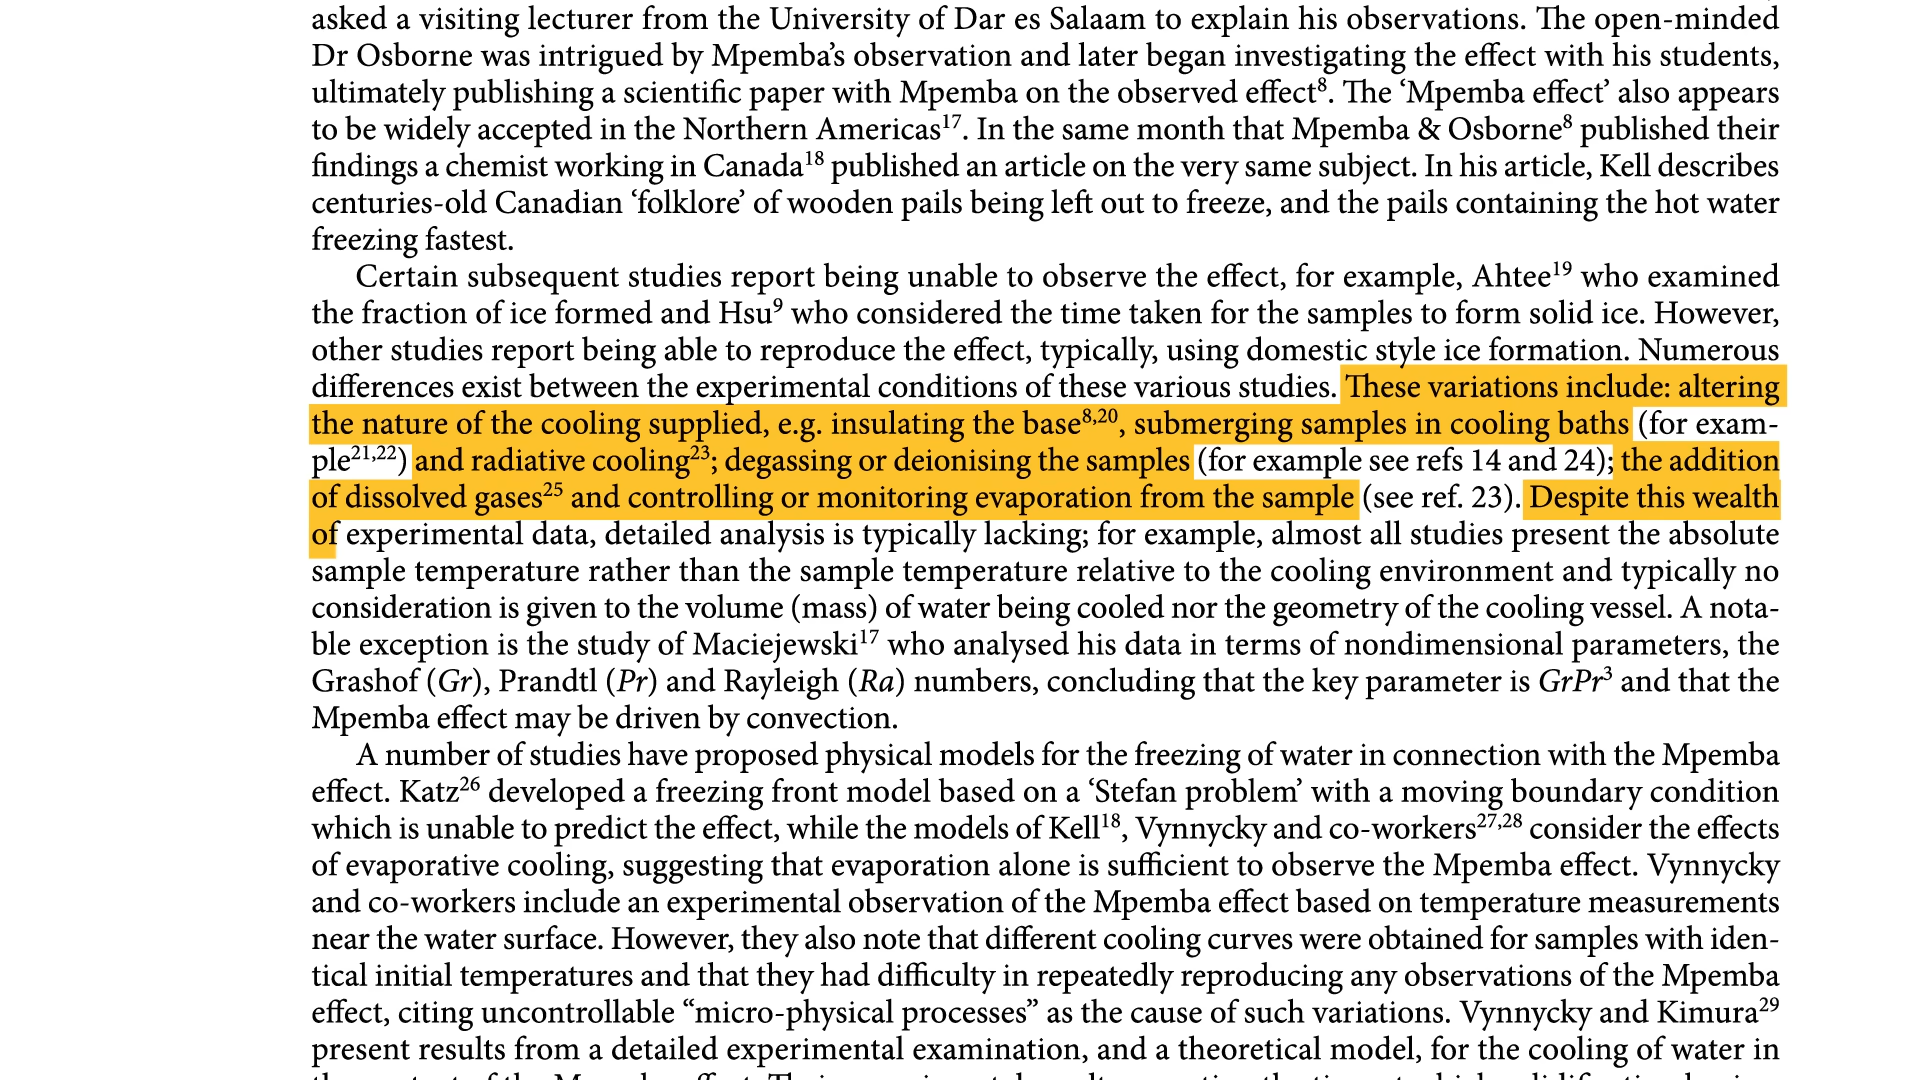 asked a visiting lecturer from the University of Dar es Salaam to explain his observations. The open-minded
Dr Osborne was intrigued by Mpemba’s observation and later began investigating the effect with his students,
ultimately publishing a scientific paper with Mpemba on the observed effect8. The ‘Mpemba effect’ also appears
to be widely accepted in the Northern Americas17. In the same month that Mpemba & Osborne8 published their
findings a chemist working in Canada18 published an article on the very same subject. In his article, Kell describes
centuries-old Canadian ‘folklore’ of wooden pails being left out to freeze, and the pails containing the hot water
freezing fastest.
Certain subsequent studies report being unable to observe the effect, for example, Ahtee19 who examined
the fraction of ice formed and Hsu9 who considered the time taken for the samples to form solid ice. However,
other studies report being able to reproduce the effect, typically, using domestic style ice formation. Numerous
differences exist between the experimental conditions of these various studies. These variations include: altering
the nature of the cooling supplied, e.g. insulating the base8,20, submerging samples in cooling baths (for exam-
ple21,22) and radiative cooling23; degassing or deionising the samples (for example see refs 14 and 24); the addition
of dissolved gases25 and controlling or monitoring evaporation from the sample (see ref. 23). Despite this wealth
of experimental data, detailed analysis is typically lacking; for example, almost all studies present the absolute
sample temperature rather than the sample temperature relative to the cooling environment and typically no
consideration is given to the volume (mass) of water being cooled nor the geometry of the cooling vessel. A nota-
ble exception is the study of Maciejewski17 who analysed his data in terms of nondimensional parameters, the
Grashof (Gr), Prandtl (Pr) and Rayleigh (Ra) numbers, concluding that the key parameter is GrPr3 and that the
Mpemba effect may be driven by convection.
A number of studies have proposed physical models for the freezing of water in connection with the Mpemba
effect. Katz26 developed a freezing front model based on a ‘Stefan problem’ with a moving boundary condition
which is unable to predict the effect, while the models of Kell18, Vynnycky and co-workers27,28 consider the effects
of evaporative cooling, suggesting that evaporation alone is sufficient to observe the Mpemba effect. Vynnycky
and co-workers include an experimental observation of the Mpemba effect based on temperature measurements
near the water surface. However, they also note that different cooling curves were obtained for samples with iden-
tical initial temperatures and that they had difficulty in repeatedly reproducing any observations of the Mpemba
effect, citing uncontrollable “micro-physical processes” as the cause of such variations. Vynnycky and Kimura29
present results from a detailed experimental examination, and a theoretical model, for the cooling of water in